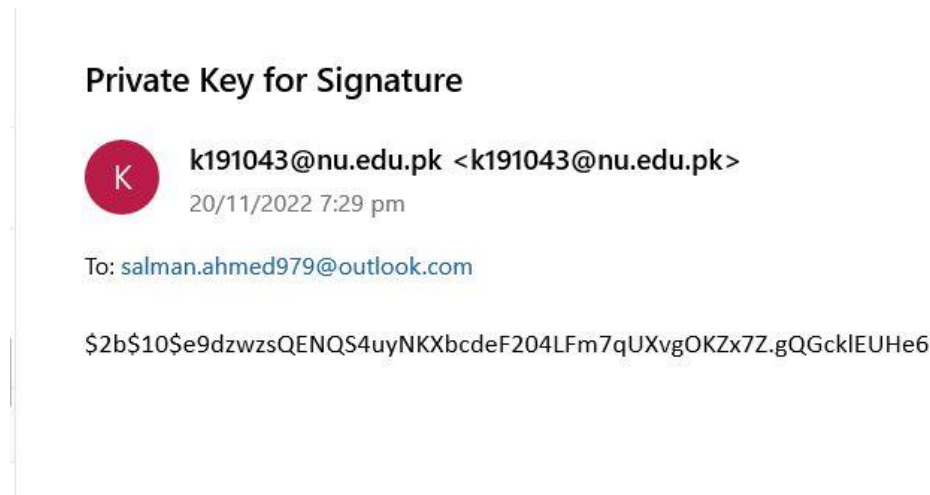 Private Key for Signature
K
k191043@nu.edu.pk <k191043@nu.edu.pk>
20/11/2022 7:29 pm
To: salman.ahmed979@outlook.com
$2b$10$e9dzwzsQENQS4uyNKXbcdeF204LFm7qUXvgOKZx7Z.gQGcklEUHe6